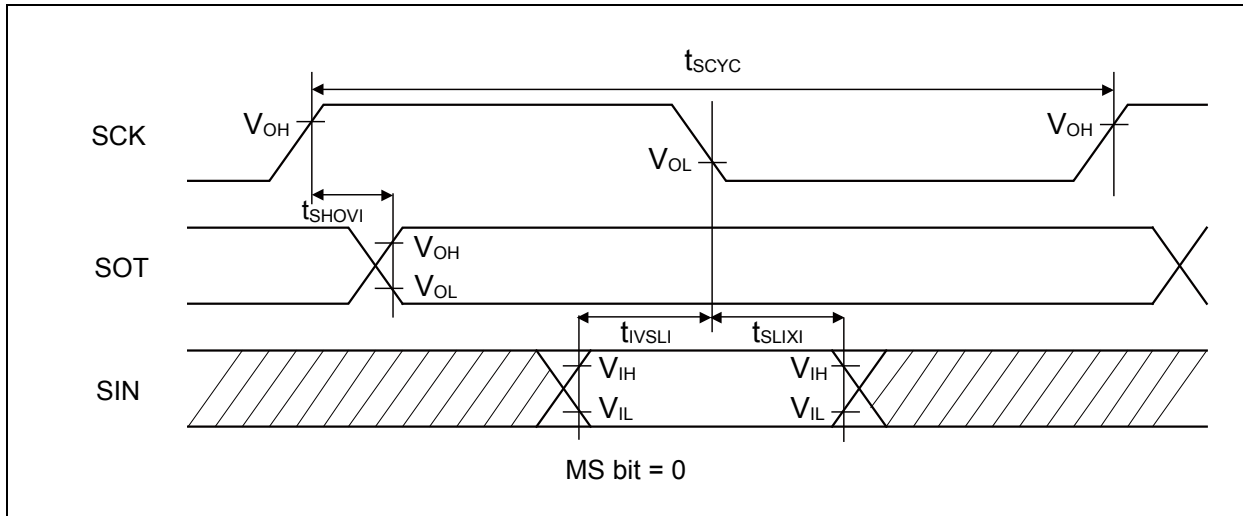 tSCYC
SCK
VOH
VOH
VOL
tSHOVI
SOT
VOH
VOL
tIVSLI
tSLIXI
SIN
VIH
VIH
VIL
VIL
MS bit = 0